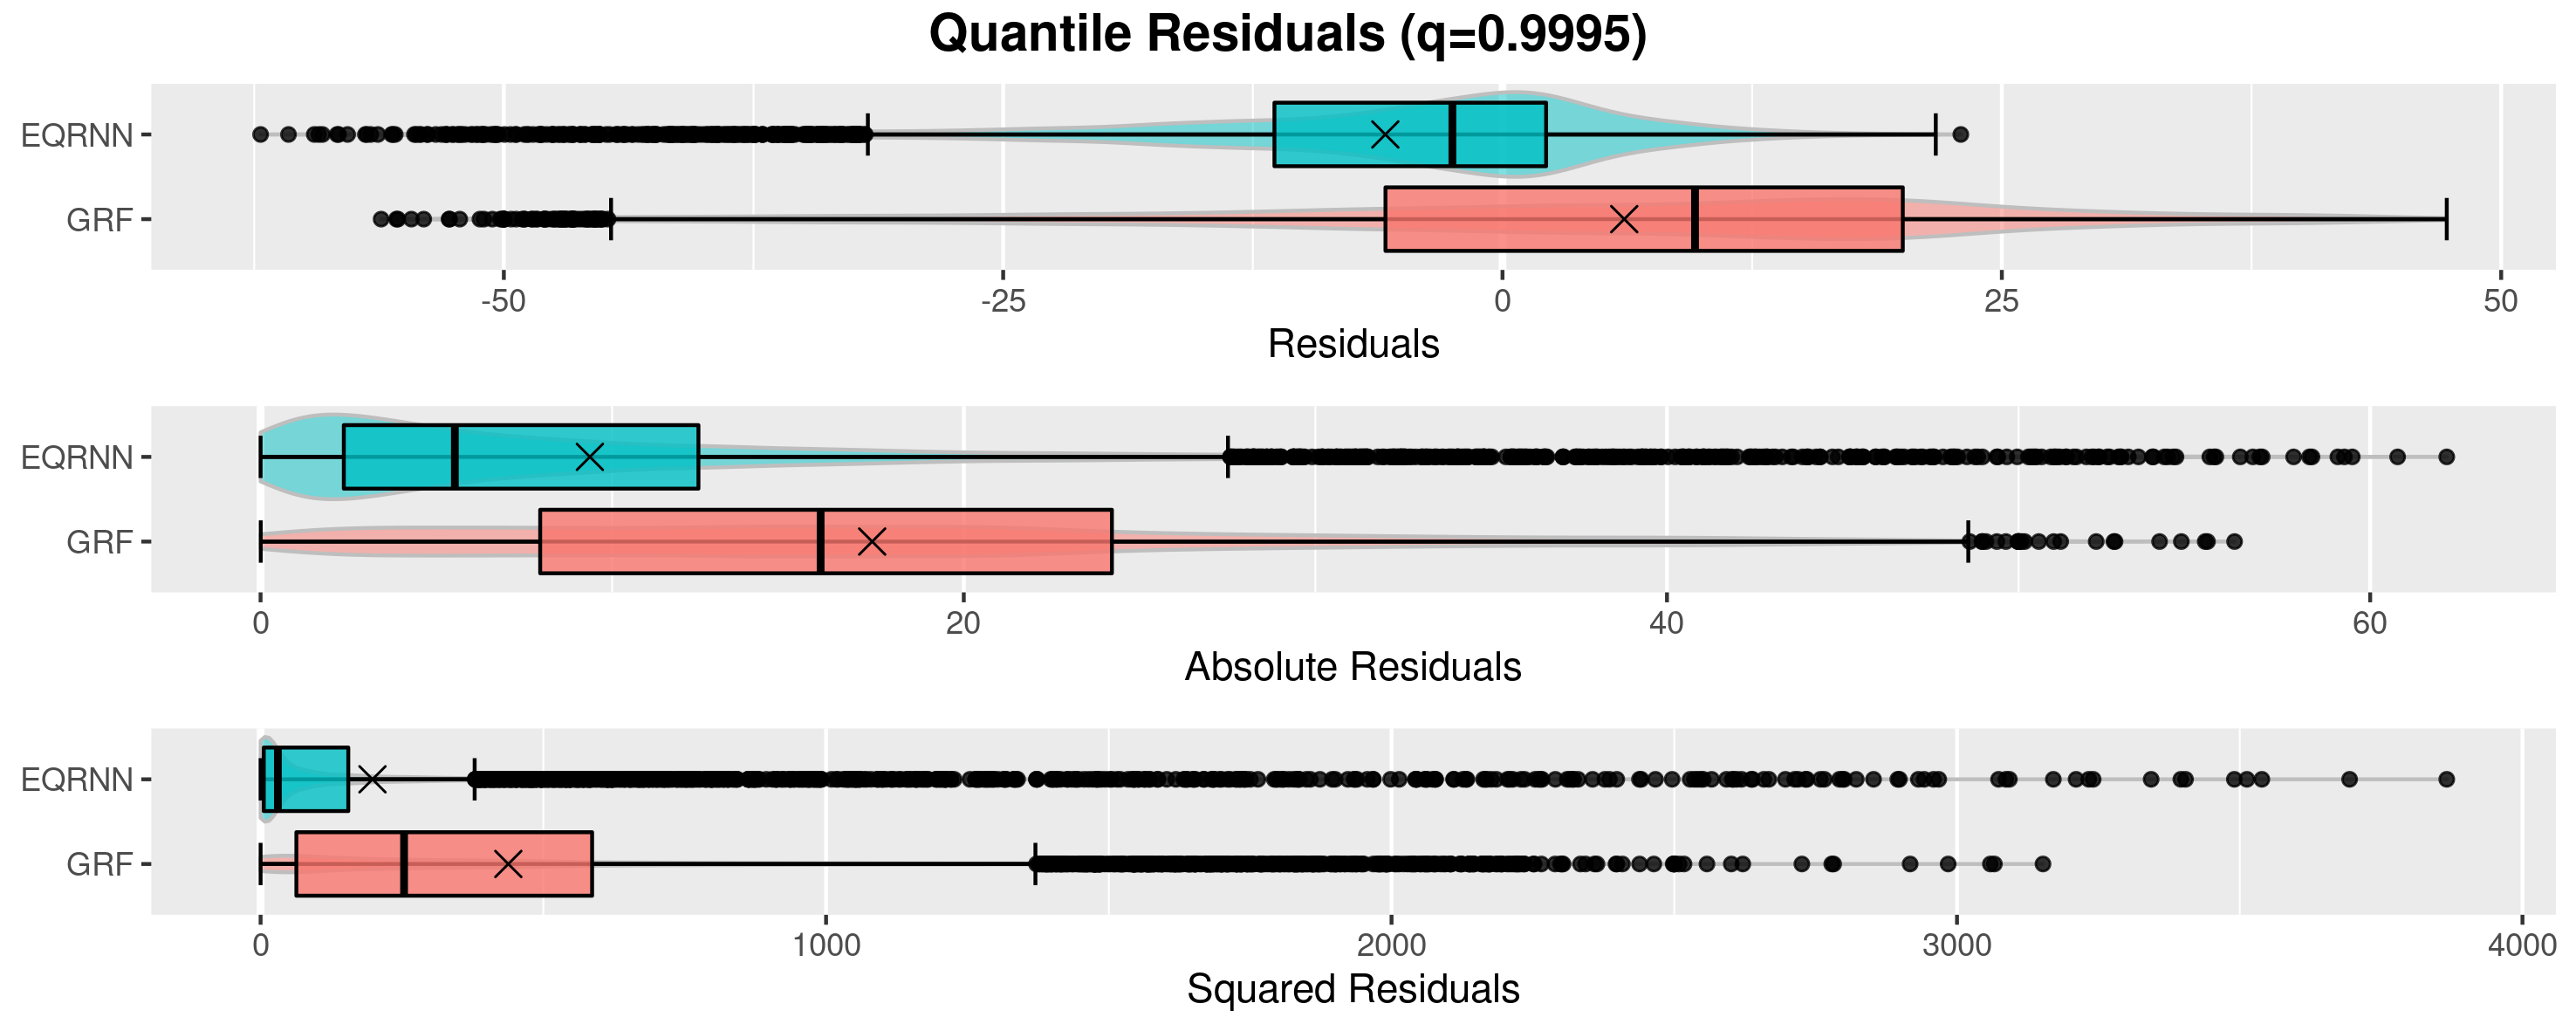 Quantile Residuals (q=0.9995)
EQRNN
GRF
-50 -25 0 25 50
Residuals
EQRNN
GRF
0 20 40 60
Absolute Residuals
EQRNN
GRF
0 1000 2000 3000 4000
Squared Residuals